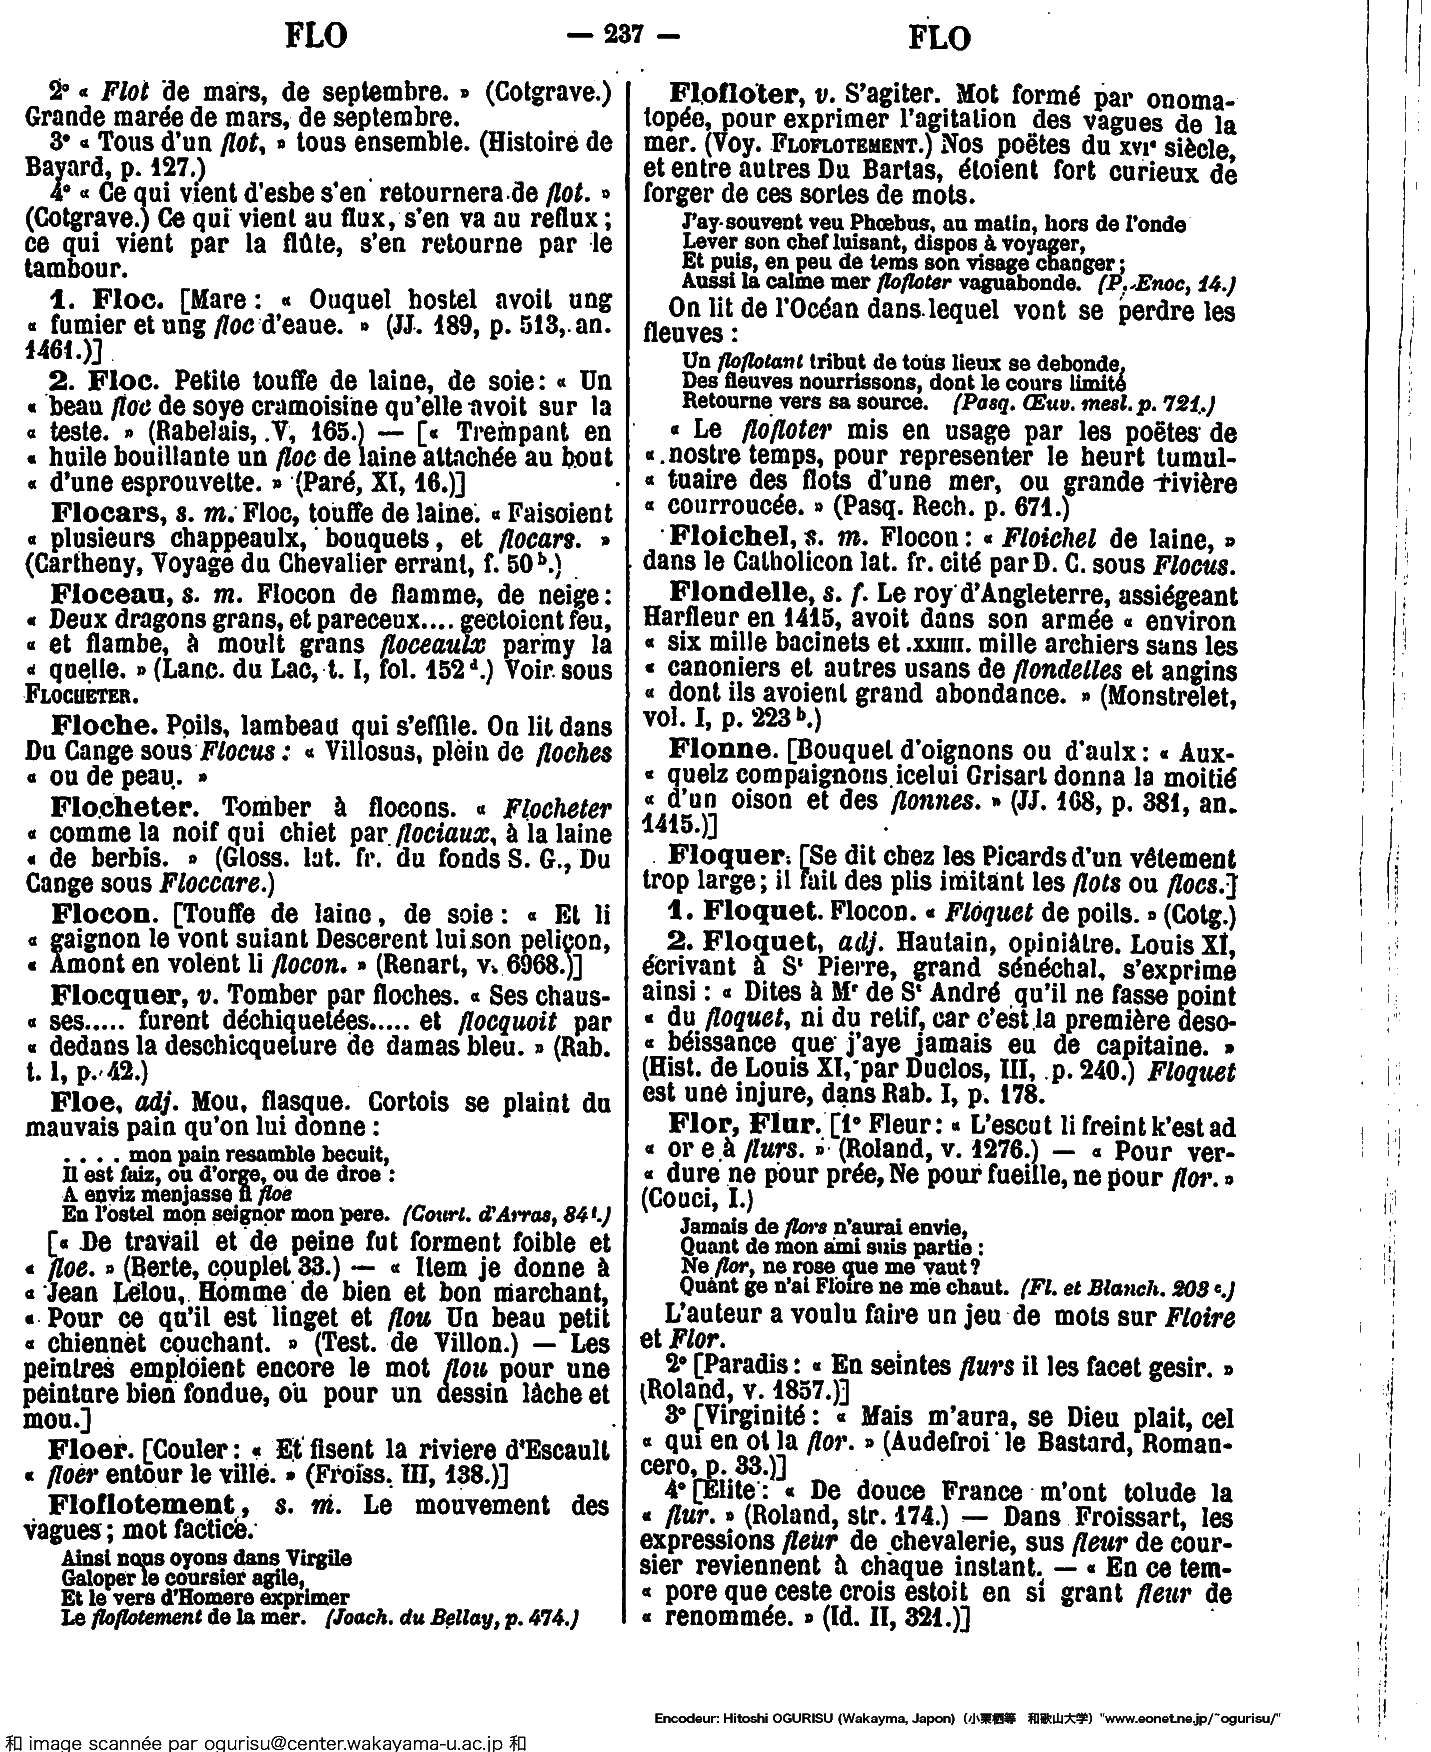 FLO — 237 — FLO
2° « Flot de mars, de septembre. » (Cotgrave.)
Grande marée de mars, de septembre.
3° « Tous d'un flot, » tous ensemble. (Histoire de
Bayard, p. 127.)
4° « Ce qui vient d'esbe s'en retournera de flot. »
(Cotgrave.) Ce qui vient au flux, s'en va au reflux ;
ce qui vient par la flûte, s'en retourne par le
tambour.
1. Floc. [Mare : « Ouquel hostel avoit ung
« fumier et ung floc d'eaue. » (JJ. 189, p. 513, an.
1461.)]
2. Floc. Petite touffe de laine, de soie : « Un
« beau floc de soye cramoisine qu'elle avoit sur la
« teste. » (Rabelais, V, 165.) — [« Trempant en
« huile bouillante un floc de laine attachée au bout
« d'une esprouvette. » (Paré, XI, 16.)]
Flocars, s. m. Floc, touffe de laine. « Faisoient
« plusieurs chappeaulx, bouquets, et flocars. »
(Cartheny, Voyage du Chevalier errant, f. 50 b.)
Floceau, s. m. Flocon de flamme, de neige :
« Deux dragons grans, et pareceux.... gectoient feu,
« et flambe, à moult grans floceaulx parmy la
« quelle. » (Lanc. du Lac, t. I, fol. 152 d.) Voir sous
FLOCHETER.
Floche. Poils, lambeau qui s'effile. On lit dans
Du Cange sous Flocus : « Villosus, plein de floches
« ou de peau. »
Flocheter. Tomber à flocons. « Flocheter
« comme la noif qui chiet par flociaux, à la laine
« de berbis. » (Gloss. lat. fr. du fonds S. G., Du
Cange sous Floccare.)
Flocon. [Touffe de laine, de soie : « Et li
« gaignon le vont suiant Descerent lui son peliçon,
« Amont en volent li flocon. » (Renart, v. 6968.)]
Flocquer, v. Tomber par floches. « Ses chaus-
« ses..... furent déchiquetées..... et flocquoit par
« dedans la deschicqueture de damas bleu. » (Rab.
t. I, p. 42.)
Floe, adj. Mou, flasque. Cortois se plaint du
mauvais pain qu'on lui donne :
. . . . mon pain resamble becuit,
Il est faiz, ou d'orge, ou de droe :
A enviz menjasse il floe
En l'ostel mon seignor mon pere. (Court. d'Arras, 84 f.)
[« De travail et de peine fut forment foible et
« floe. » (Berte, couplet 33.) — « Item je donne à
« Jean Lelou, Homme de bien et bon marchant,
« Pour ce qu'il est linget et flou Un beau petit
« chiennet couchant. » (Test. de Villon.) — Les
peintres emploient encore le mot flou pour une
peinture bien fondue, ou pour un dessin lâche et
mou.]
Floer. [Couler : « Et fisent la riviere d'Escault
« floër entour le ville. » (Froiss. III, 138.)]
Floflotement, s. m. Le mouvement des
vagues ; mot factice.
Ainsi nous oyons dans Virgile
Galoper le coursier agile,
Et le vers d'Homere exprimer
Le floflotement de la mer. (Joach. du Bellay, p. 474.)
Flofloter, v. S'agiter. Mot formé par onoma-
topée, pour exprimer l'agitation des vagues de la
mer. (Voy. FLOFLOTEMENT.) Nos poëtes du XVIe siècle,
et entre autres Du Bartas, étoient fort curieux de
forger de ces sortes de mots.
J'ay souvent veu Phœbus, au matin, hors de l'onde
Lever son chef luisant, dispos à voyager,
Et puis, en peu de tems son visage changer ;
Aussi la calme mer flofloter vaguabonde. (P. Enoc, 14.)
On lit de l'Océan dans lequel vont se perdre les
fleuves :
Un floflotant tribut de tous lieux se debonde,
Des fleuves nourrissons, dont le cours limité
Retourne vers sa source. (Pasq. Œuv. mesl. p. 721.)
« Le flofloter mis en usage par les poëtes de
« nostre temps, pour representer le heurt tumul-
« tuaire des flots d'une mer, ou grande rivière
« courroucée. » (Pasq. Rech. p. 671.)
Floichel, s. m. Flocon : « Floichel de laine, »
dans le Catholicon lat. fr. cité par D. C. sous Flocus.
Flondelle, s. f. Le roy d'Angleterre, assiégeant
Harfleur en 1415, avoit dans son armée « environ
« six mille bacinets et .XXIIII. mille archiers sans les
« canoniers et autres usans de flondelles et angins
« dont ils avoient grand abondance. » (Monstrelet,
vol. I, p. 223 b.)
Flonne. [Bouquet d'oignons ou d'aulx : « Aux-
« quelz compaignons icelui Grisart donna la moitié
« d'un oison et des flonnes. » (JJ. 168, p. 381, an.
1415.)]
Floquer. [Se dit chez les Picards d'un vêtement
trop large ; il fait des plis imitant les flots ou flocs.]
1. Floquet. Flocon. « Floquet de poils. » (Cotg.)
2. Floquet, adj. Hautain, opiniâtre. Louis XI,
écrivant à St Pierre, grand sénéchal, s'exprime
ainsi : « Dites à Mr de St André qu'il ne fasse point
« du floquet, ni du retif, car c'est la première deso-
« béissance que j'aye jamais eu de capitaine. »
(Hist. de Louis XI, par Duclos, III, p. 240.) Floquet
est une injure, dans Rab. I, p. 178.
Flor, Flur. [1° Fleur : « L'escut li freint k'est ad
« or e à flurs. » (Roland, v. 1276.) — « Pour ver-
« dure ne pour prée, Ne pour fueille, ne pour flor. »
(Couci, I.)
Jamais de flors n'aurai envie,
Quant de mon ami suis partie :
Ne flor, ne rose que me vaut ?
Quant ge n'ai Floire ne me chaut. (Fl. et Blanch. 203 c.)
L'auteur a voulu faire un jeu de mots sur Floire
et Flor.
2° [Paradis : « En seintes flurs il les facet gesir. »
(Roland, v. 1857.)]
3° [Virginité : « Mais m'aura, se Dieu plait, cel
« qui en ot la flor. » (Audefroi le Bastard, Roman-
cero, p. 33.)]
4° [Elite : « De douce France m'ont tolude la
« flur. » (Roland, str. 174.) — Dans Froissart, les
expressions fleur de chevalerie, sus fleur de cour-
sier reviennent à chaque instant. — « En ce tem-
« pore que ceste crois estoit en si grant fleur de
« renommée. » (Id. II, 321.)]
Encodeur: Hitoshi OGURISU (Wakayma, Japon) (小栗栖等 和歌山大学) "www.eonet.ne.jp/~ogurisu/"
和 image scannée par ogurisu@center.wakayama-u.ac.jp 和